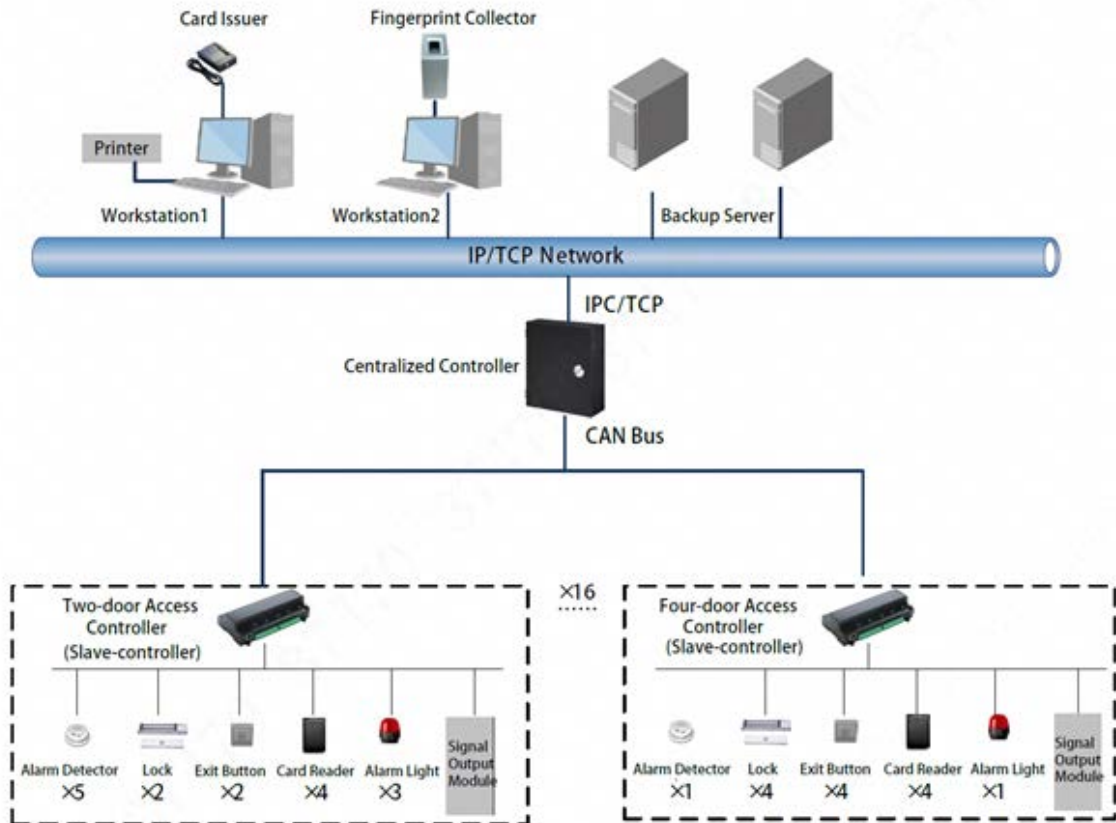 Card Issuer
Fingerprint Collector
Printer
Workstation1
Workstation2
Backup Server
IP/TCP Network
IPC/TCP
Centralized Controller
CAN Bus
×16
Two-door Access
Controller
(Slave-controller)
Alarm Detector
×5
Lock
×2
Exit Button
×2
Card Reader
×4
Alarm Light
×3
Signal
Output
Module
Four-door Access
Controller
(Slave-controller)
Alarm Detector
×1
Lock
×4
Exit Button
×4
Card Reader
×4
Alarm Light
×1
Signal
Output
Module